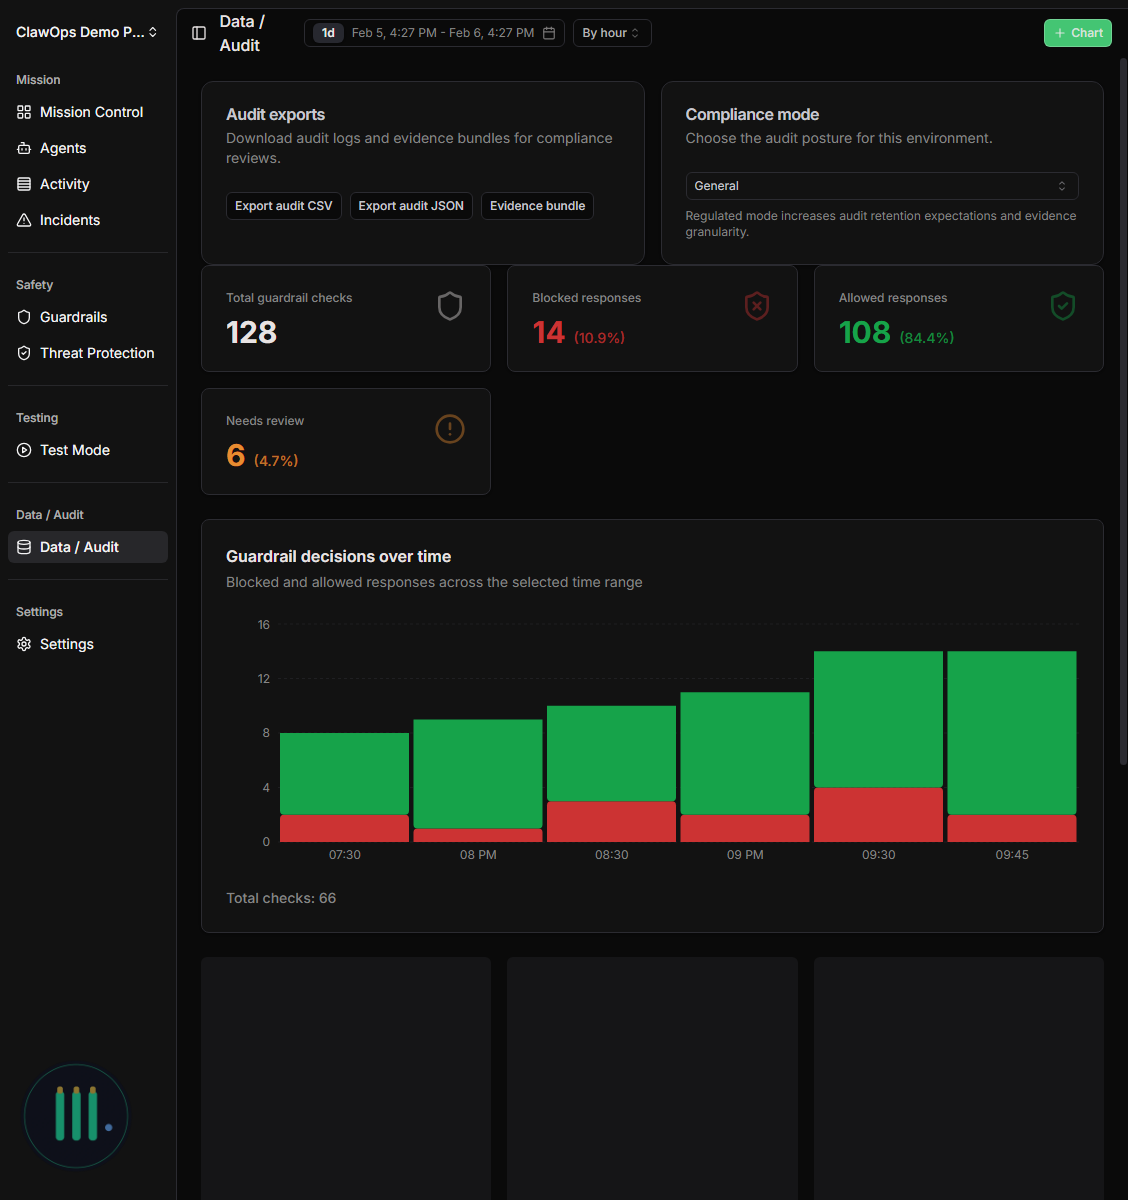 ClawOps Demo P...
Mission
Mission Control
Agents
Activity
Incidents
Safety
Guardrails
Threat Protection
Testing
Test Mode
Data / Audit
Data / Audit
Settings
Settings
Data /
Audit
1d Feb 5, 4:27 PM - Feb 6, 4:27 PM
By hour
+ Chart
Audit exports
Download audit logs and evidence bundles for compliance
reviews.
Export audit CSV
Export audit JSON
Evidence bundle
Compliance mode
Choose the audit posture for this environment.
General
Regulated mode increases audit retention expectations and evidence
granularity.
Total guardrail checks
128
Blocked responses
14 (10.9%)
Allowed responses
108 (84.4%)
Needs review
6 (4.7%)
Guardrail decisions over time
Blocked and allowed responses across the selected time range
16
12
8
4
0
07:30 08 PM 08:30 09 PM 09:30 09:45
Total checks: 66